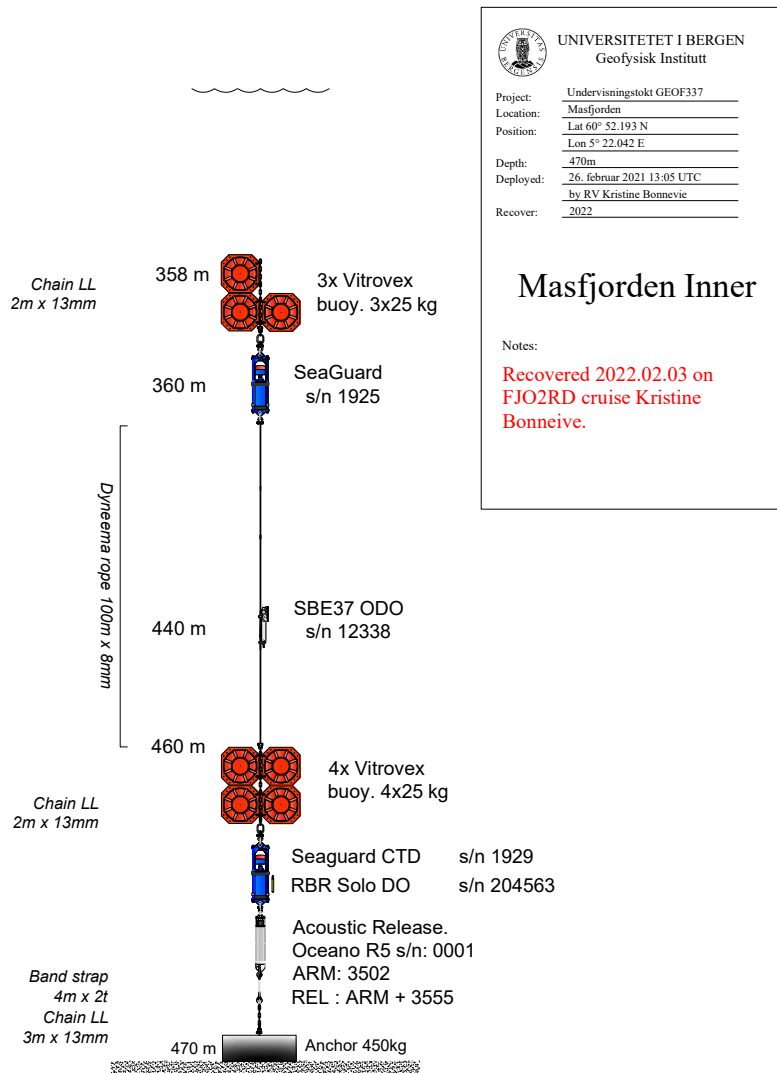 UNIVERSITETET I BERGEN
Geofysisk Institutt
UNIVERSITAS
BERGENSIS
Project: Undervisningstokt GEOF337
Location: Masfjorden
Position: Lat 60° 52.193 N
Lon 5° 22.042 E
Depth: 470m
Deployed: 26. februar 2021 13:05 UTC
by RV Kristine Bonnevie
Recover: 2022
Masfjorden Inner
Notes:
Recovered 2022.02.03 on
FJO2RD cruise Kristine
Bonneive.
Chain LL
2m x 13mm
358 m
3x Vitrovex
buoy. 3x25 kg
360 m
SeaGuard
s/n 1925
Dyneema rope 100m x 8mm
440 m
SBE37 ODO
s/n 12338
460 m
4x Vitrovex
buoy. 4x25 kg
Chain LL
2m x 13mm
Seaguard CTD s/n 1929
RBR Solo DO s/n 204563
Acoustic Release.
Oceano R5 s/n: 0001
ARM: 3502
REL : ARM + 3555
Band strap
4m x 2t
Chain LL
3m x 13mm
470 m
Anchor 450kg